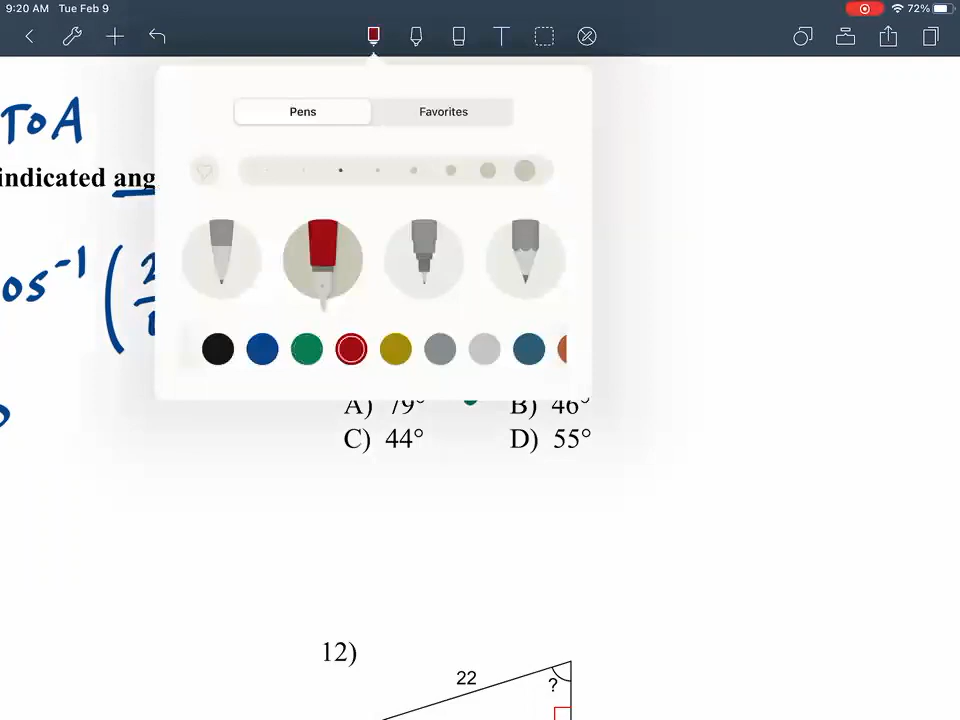 9:20 AM Tue Feb 9
72%
Pens Favorites
TOA
indicated ang
os⁻¹ (2
A) 79° B) 46°
C) 44° D) 55°
12)
22
?